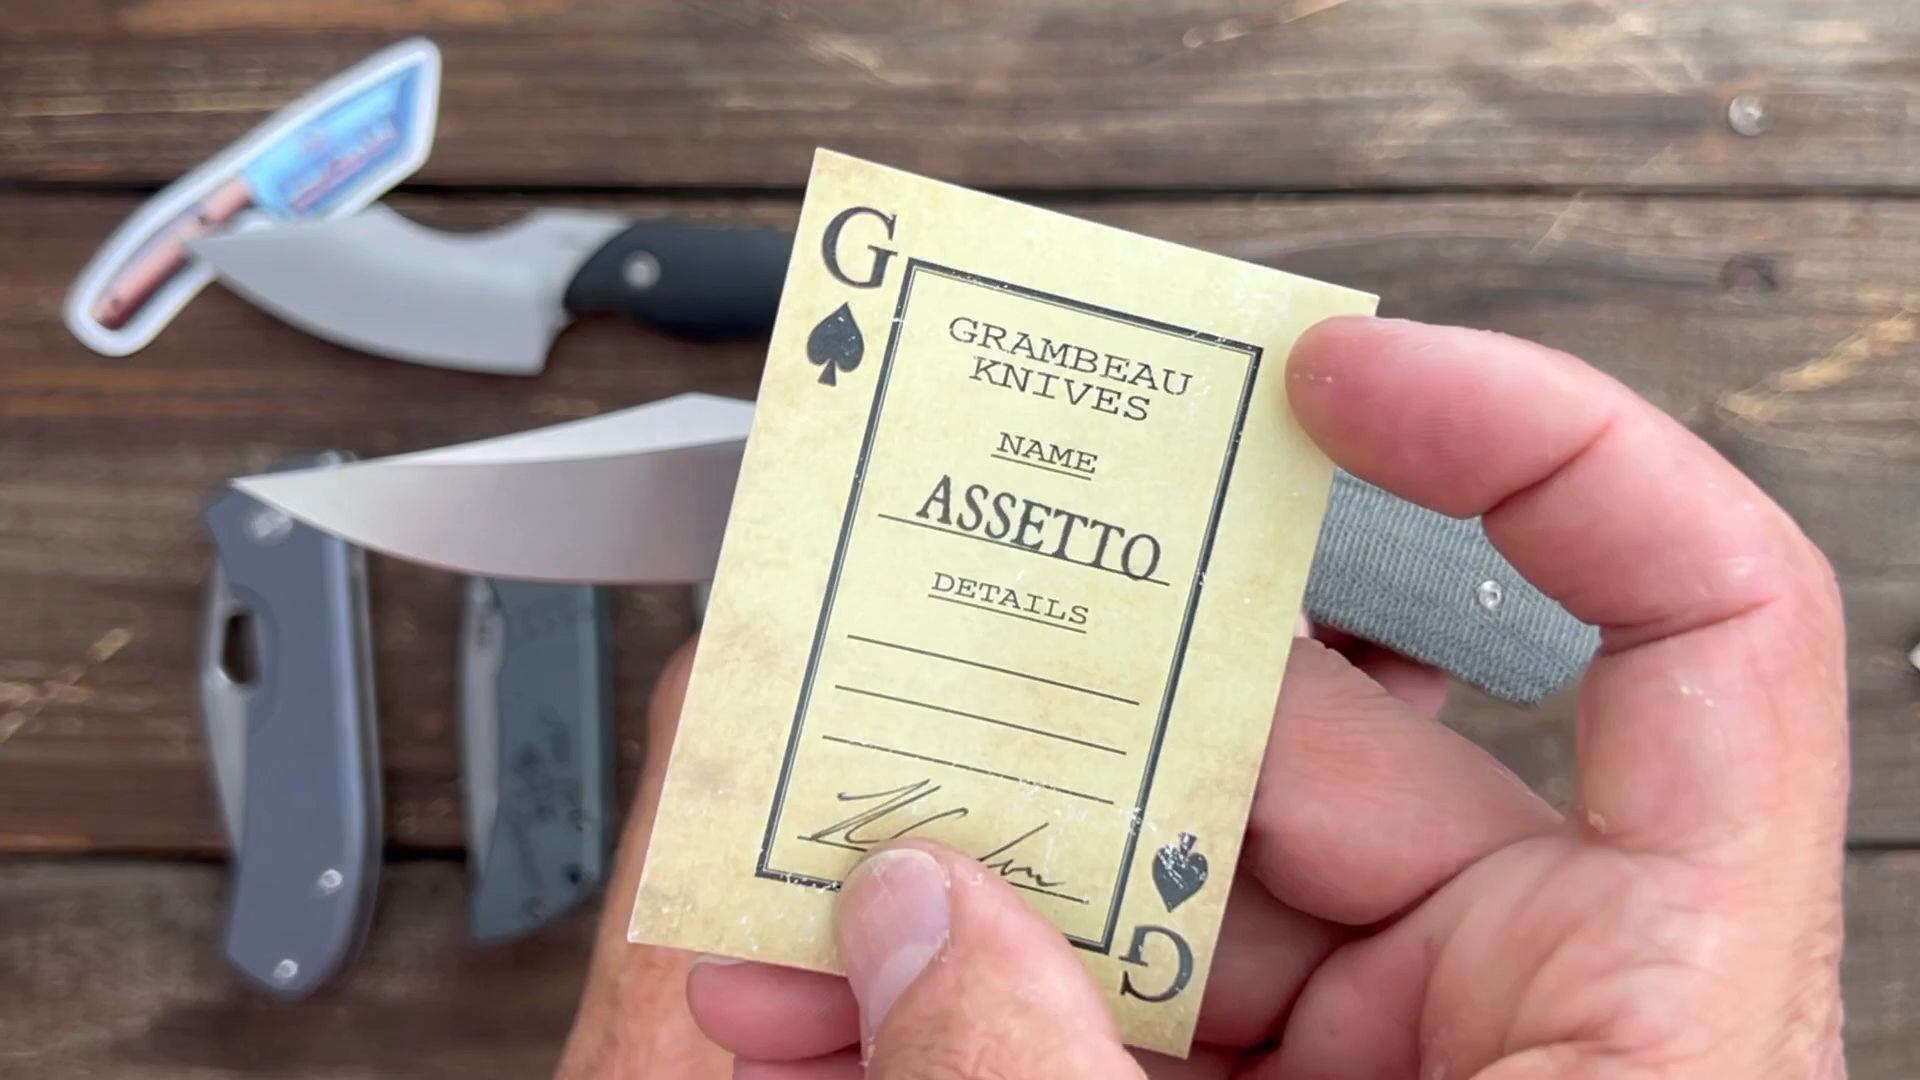 G
GRAMBEAU
KNIVES
NAME
ASSETTO
DETAILS
G